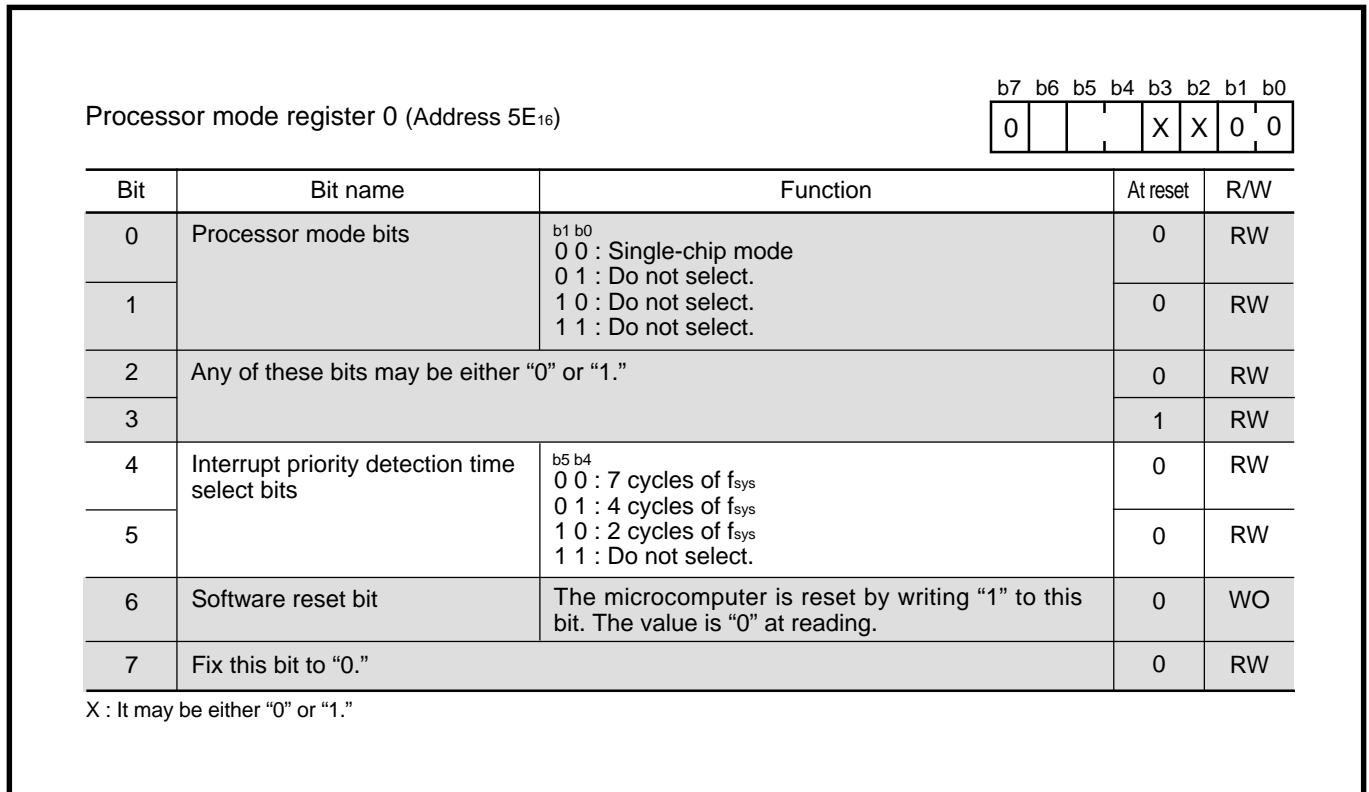 b7 b6 b5 b4 b3 b2 b1 b0
Processor mode register 0 (Address 5E16)
0 X X 0 0
Bit Bit name Function At reset R/W
0 Processor mode bits b1 b0 0 RW
0 0 : Single-chip mode
0 1 : Do not select.
1 1 0 : Do not select. 0 RW
1 1 : Do not select.
2 Any of these bits may be either “0” or “1.” 0 RW
3 1 RW
4 Interrupt priority detection time b5 b4 0 RW
select bits 0 0 : 7 cycles of fsys
0 1 : 4 cycles of fsys
5 1 0 : 2 cycles of fsys 0 RW
1 1 : Do not select.
6 Software reset bit The microcomputer is reset by writing “1” to this 0 WO
bit. The value is “0” at reading.
7 Fix this bit to “0.” 0 RW
X : It may be either “0” or “1.”